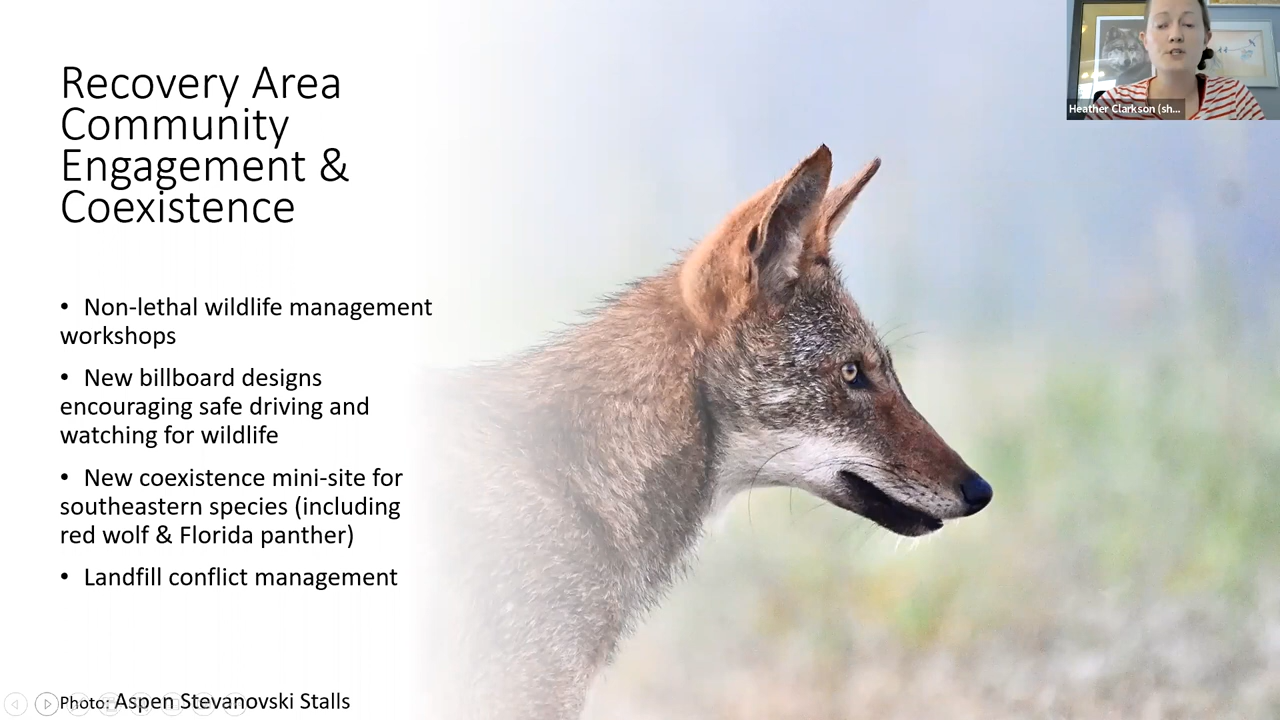 Recovery Area
Community
Engagement &
Coexistence
• Non-lethal wildlife management
workshops
• New billboard designs
encouraging safe driving and
watching for wildlife
• New coexistence mini-site for
southeastern species (including
red wolf & Florida panther)
• Landfill conflict management
Photo: Aspen Stevanovski Stalls
Heather Clarkson (sh...